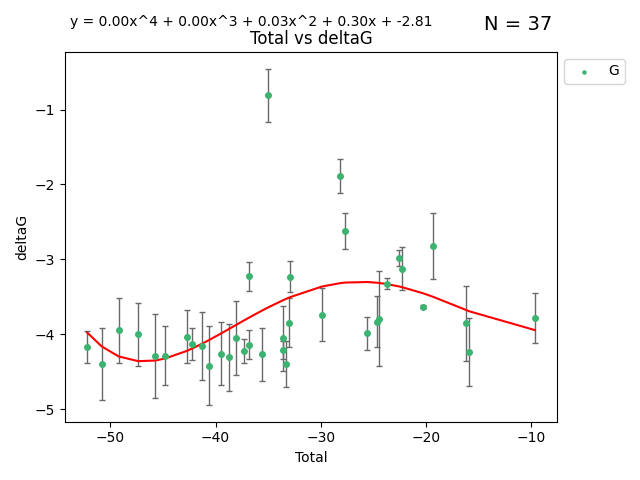 y = 0.00x^4 + 0.00x^3 + 0.03x^2 + 0.30x + -2.81
N = 37
Total vs deltaG
G
deltaG
−1
−2
−3
−4
−5
−50
−40
−30
−20
−10
Total